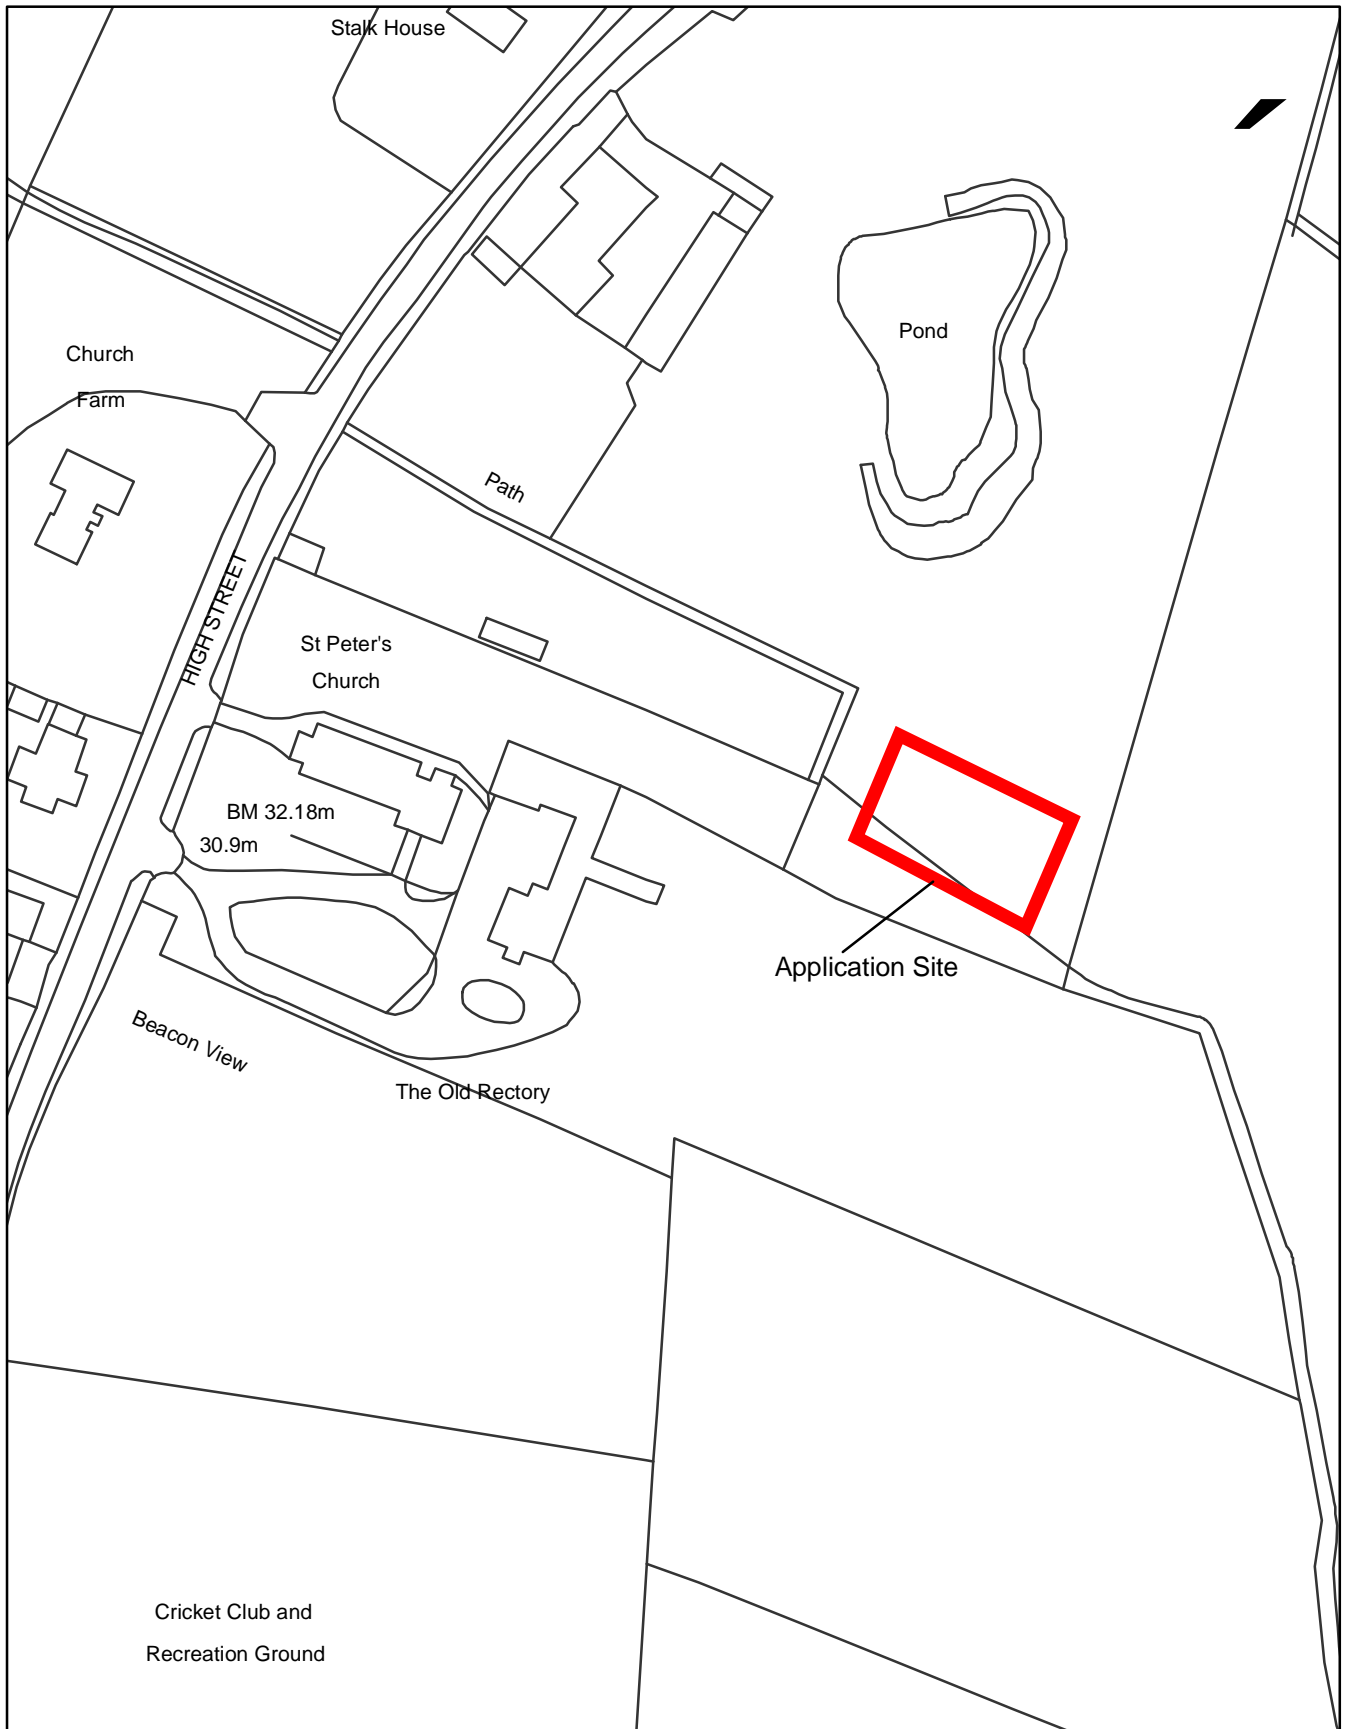 Stalk House
Pond
Church
Farm
Path
HIGH STREET
St Peter's
Church
BM 32.18m
30.9m
Application Site
Beacon View
The Old Rectory
Cricket Club and
Recreation Ground